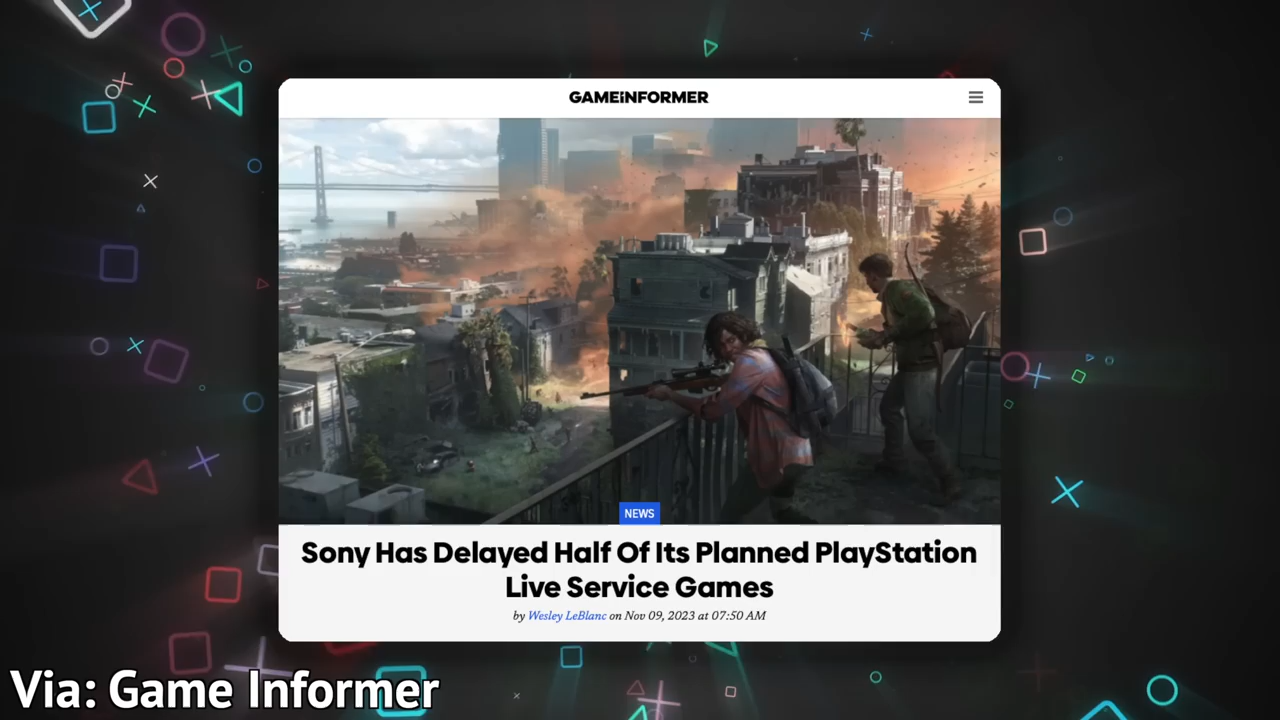 GAMEiNFORMER
NEWS
Sony Has Delayed Half Of Its Planned PlayStation
Live Service Games
by Wesley LeBlanc on Nov 09, 2023 at 07:50 AM
Via: Game Informer